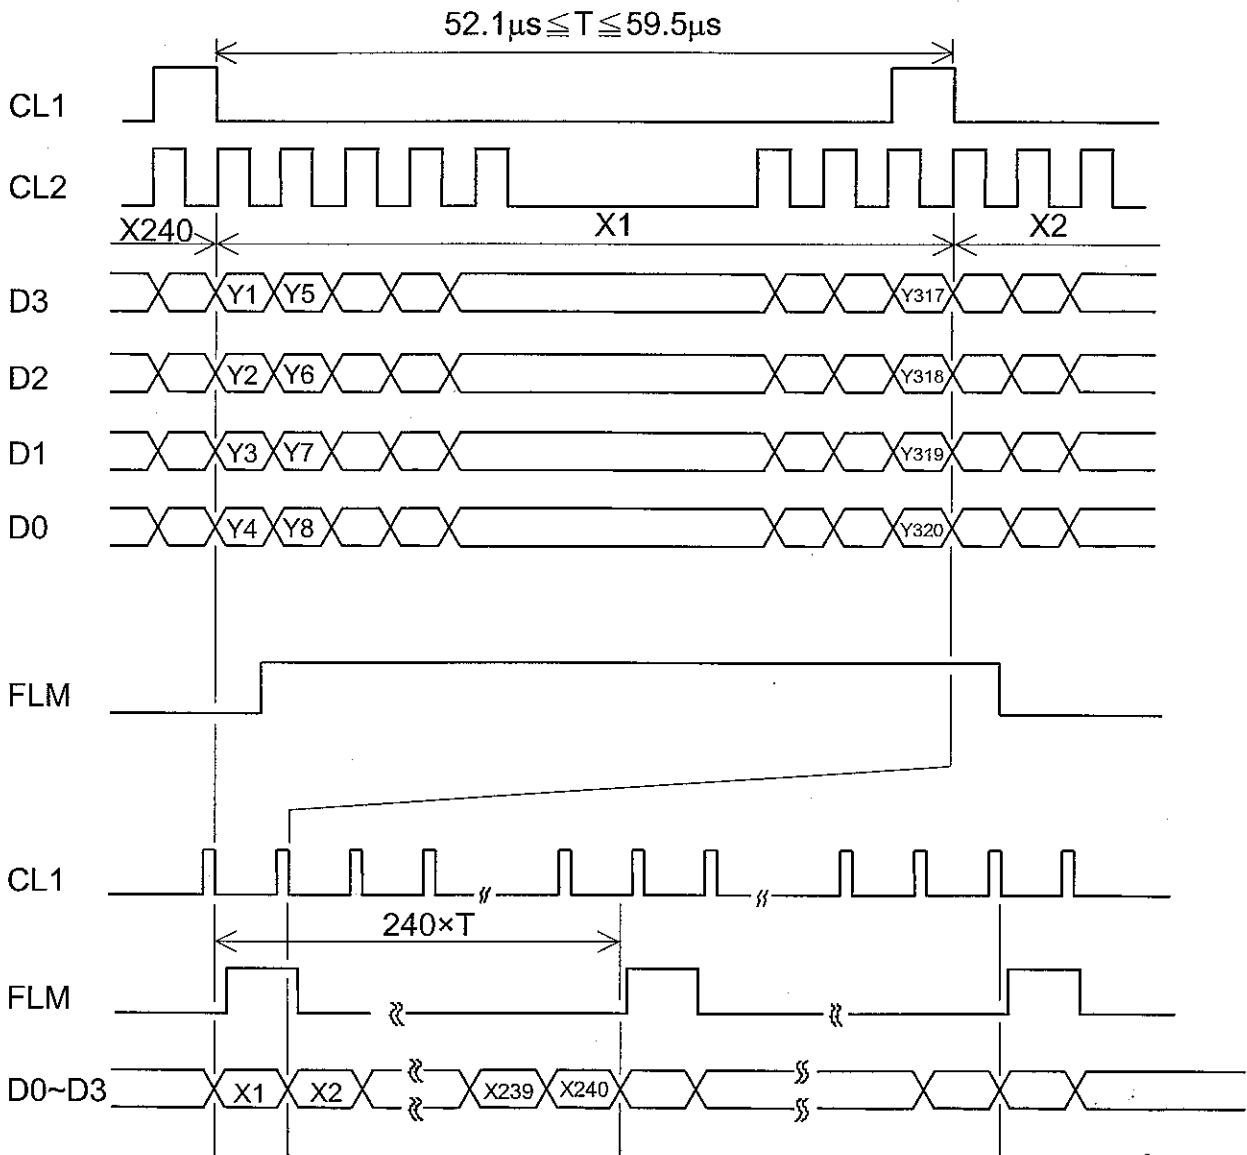 52.1μs≦T≦59.5μs
CL1
CL2
X240 X1 X2
D3 Y1 Y5 Y317
D2 Y2 Y6 Y318
D1 Y3 Y7 Y319
D0 Y4 Y8 Y320
FLM
CL1
240×T
FLM
D0~D3 X1 X2 X239 X240